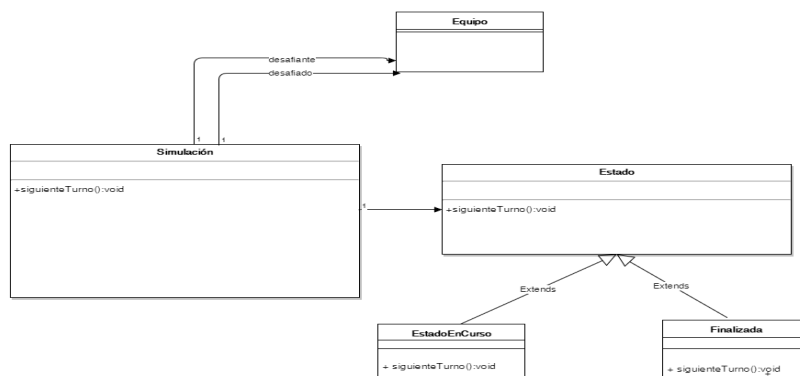 Equipo
desafiante
desafiado
1
1
Simulación
+siguienteTurno():void
1
Estado
+siguienteTurno():void
Extends
Extends
EstadoEnCurso
+ siguienteTurno():void
Finalizada
+ siguienteTurno():void